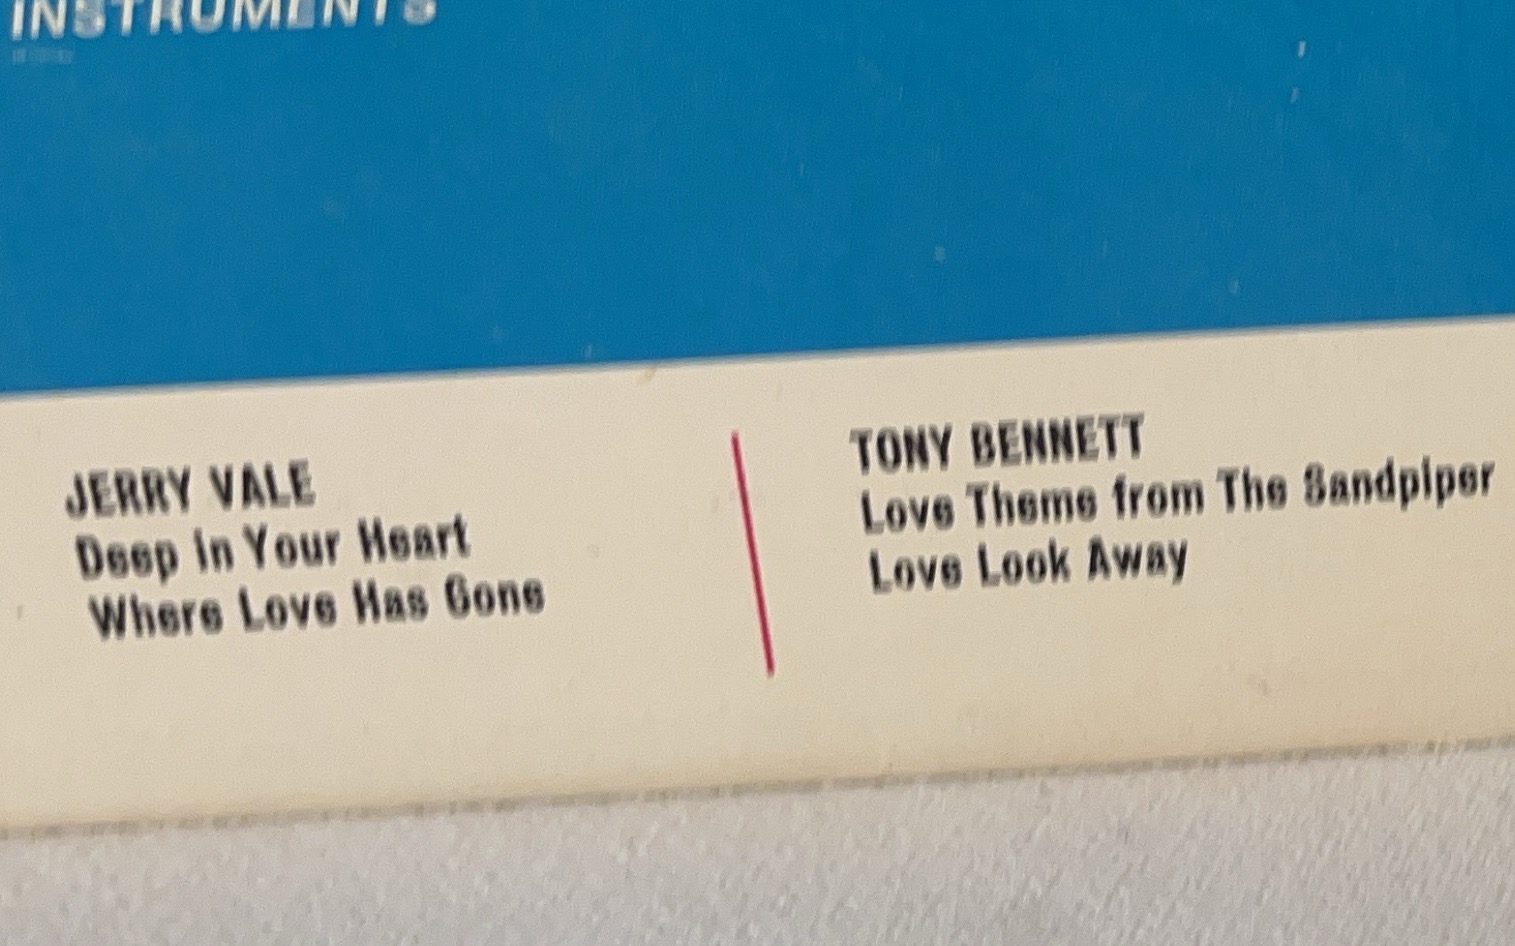 INSTRUMENTS
JERRY VALE
Deep in Your Heart
Where Love Has Gone
TONY BENNETT
Love Theme from The Sandpiper
Love Look Away